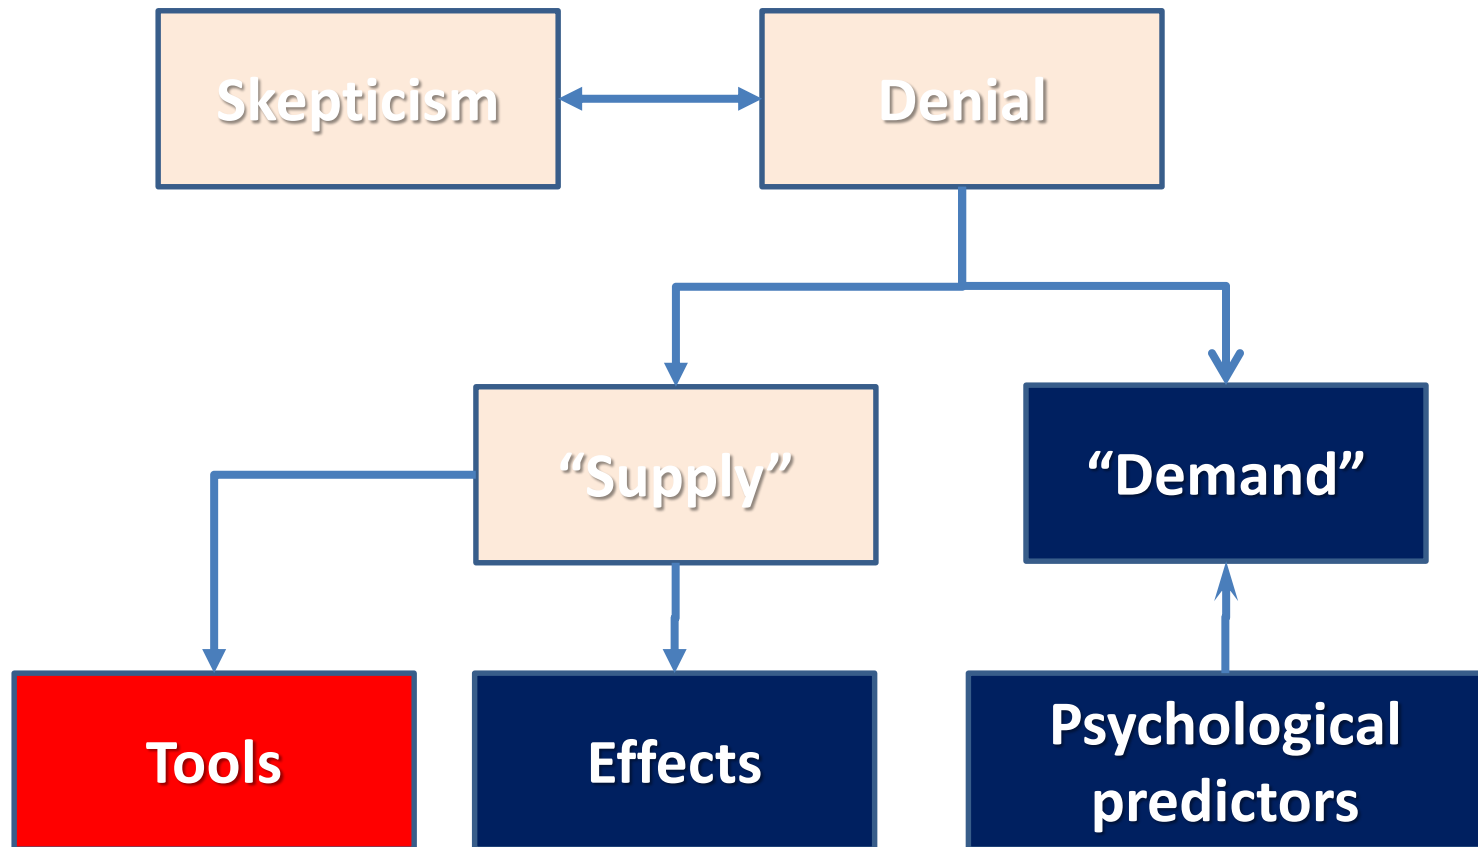 Skepticism
Denial
“Supply”
“Demand”
Tools
Effects
Psychological
predictors